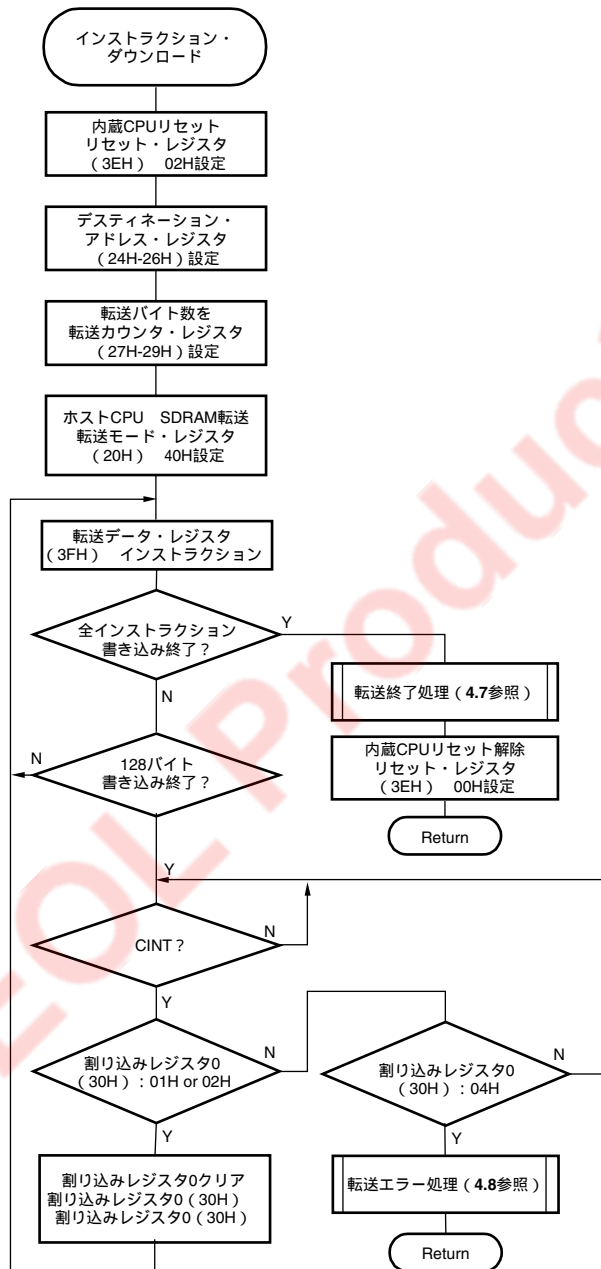 インストラクション・
ダウンロード
内蔵CPUリセット
リセット・レジスタ
（3EH） 02H設定
デスティネーション・
アドレス・レジスタ
（24H-26H）設定
転送バイト数を
転送カウンタ・レジスタ
（27H-29H）設定
ホストCPU SDRAM転送
転送モード・レジスタ
（20H） 40H設定
転送データ・レジスタ
（3FH） インストラクション
全インストラクション
書き込み終了？
Y
N
転送終了処理（4.7参照）
内蔵CPUリセット解除
リセット・レジスタ
（3EH） 00H設定
Return
128バイト
書き込み終了？
N
Y
CINT？
N
Y
割り込みレジスタ0
（30H）：01H or 02H
N
Y
割り込みレジスタ0
（30H）：04H
N
Y
割り込みレジスタ0クリア
割り込みレジスタ0（30H）
割り込みレジスタ0（30H）
転送エラー処理（4.8参照）
Return
EOL Produc